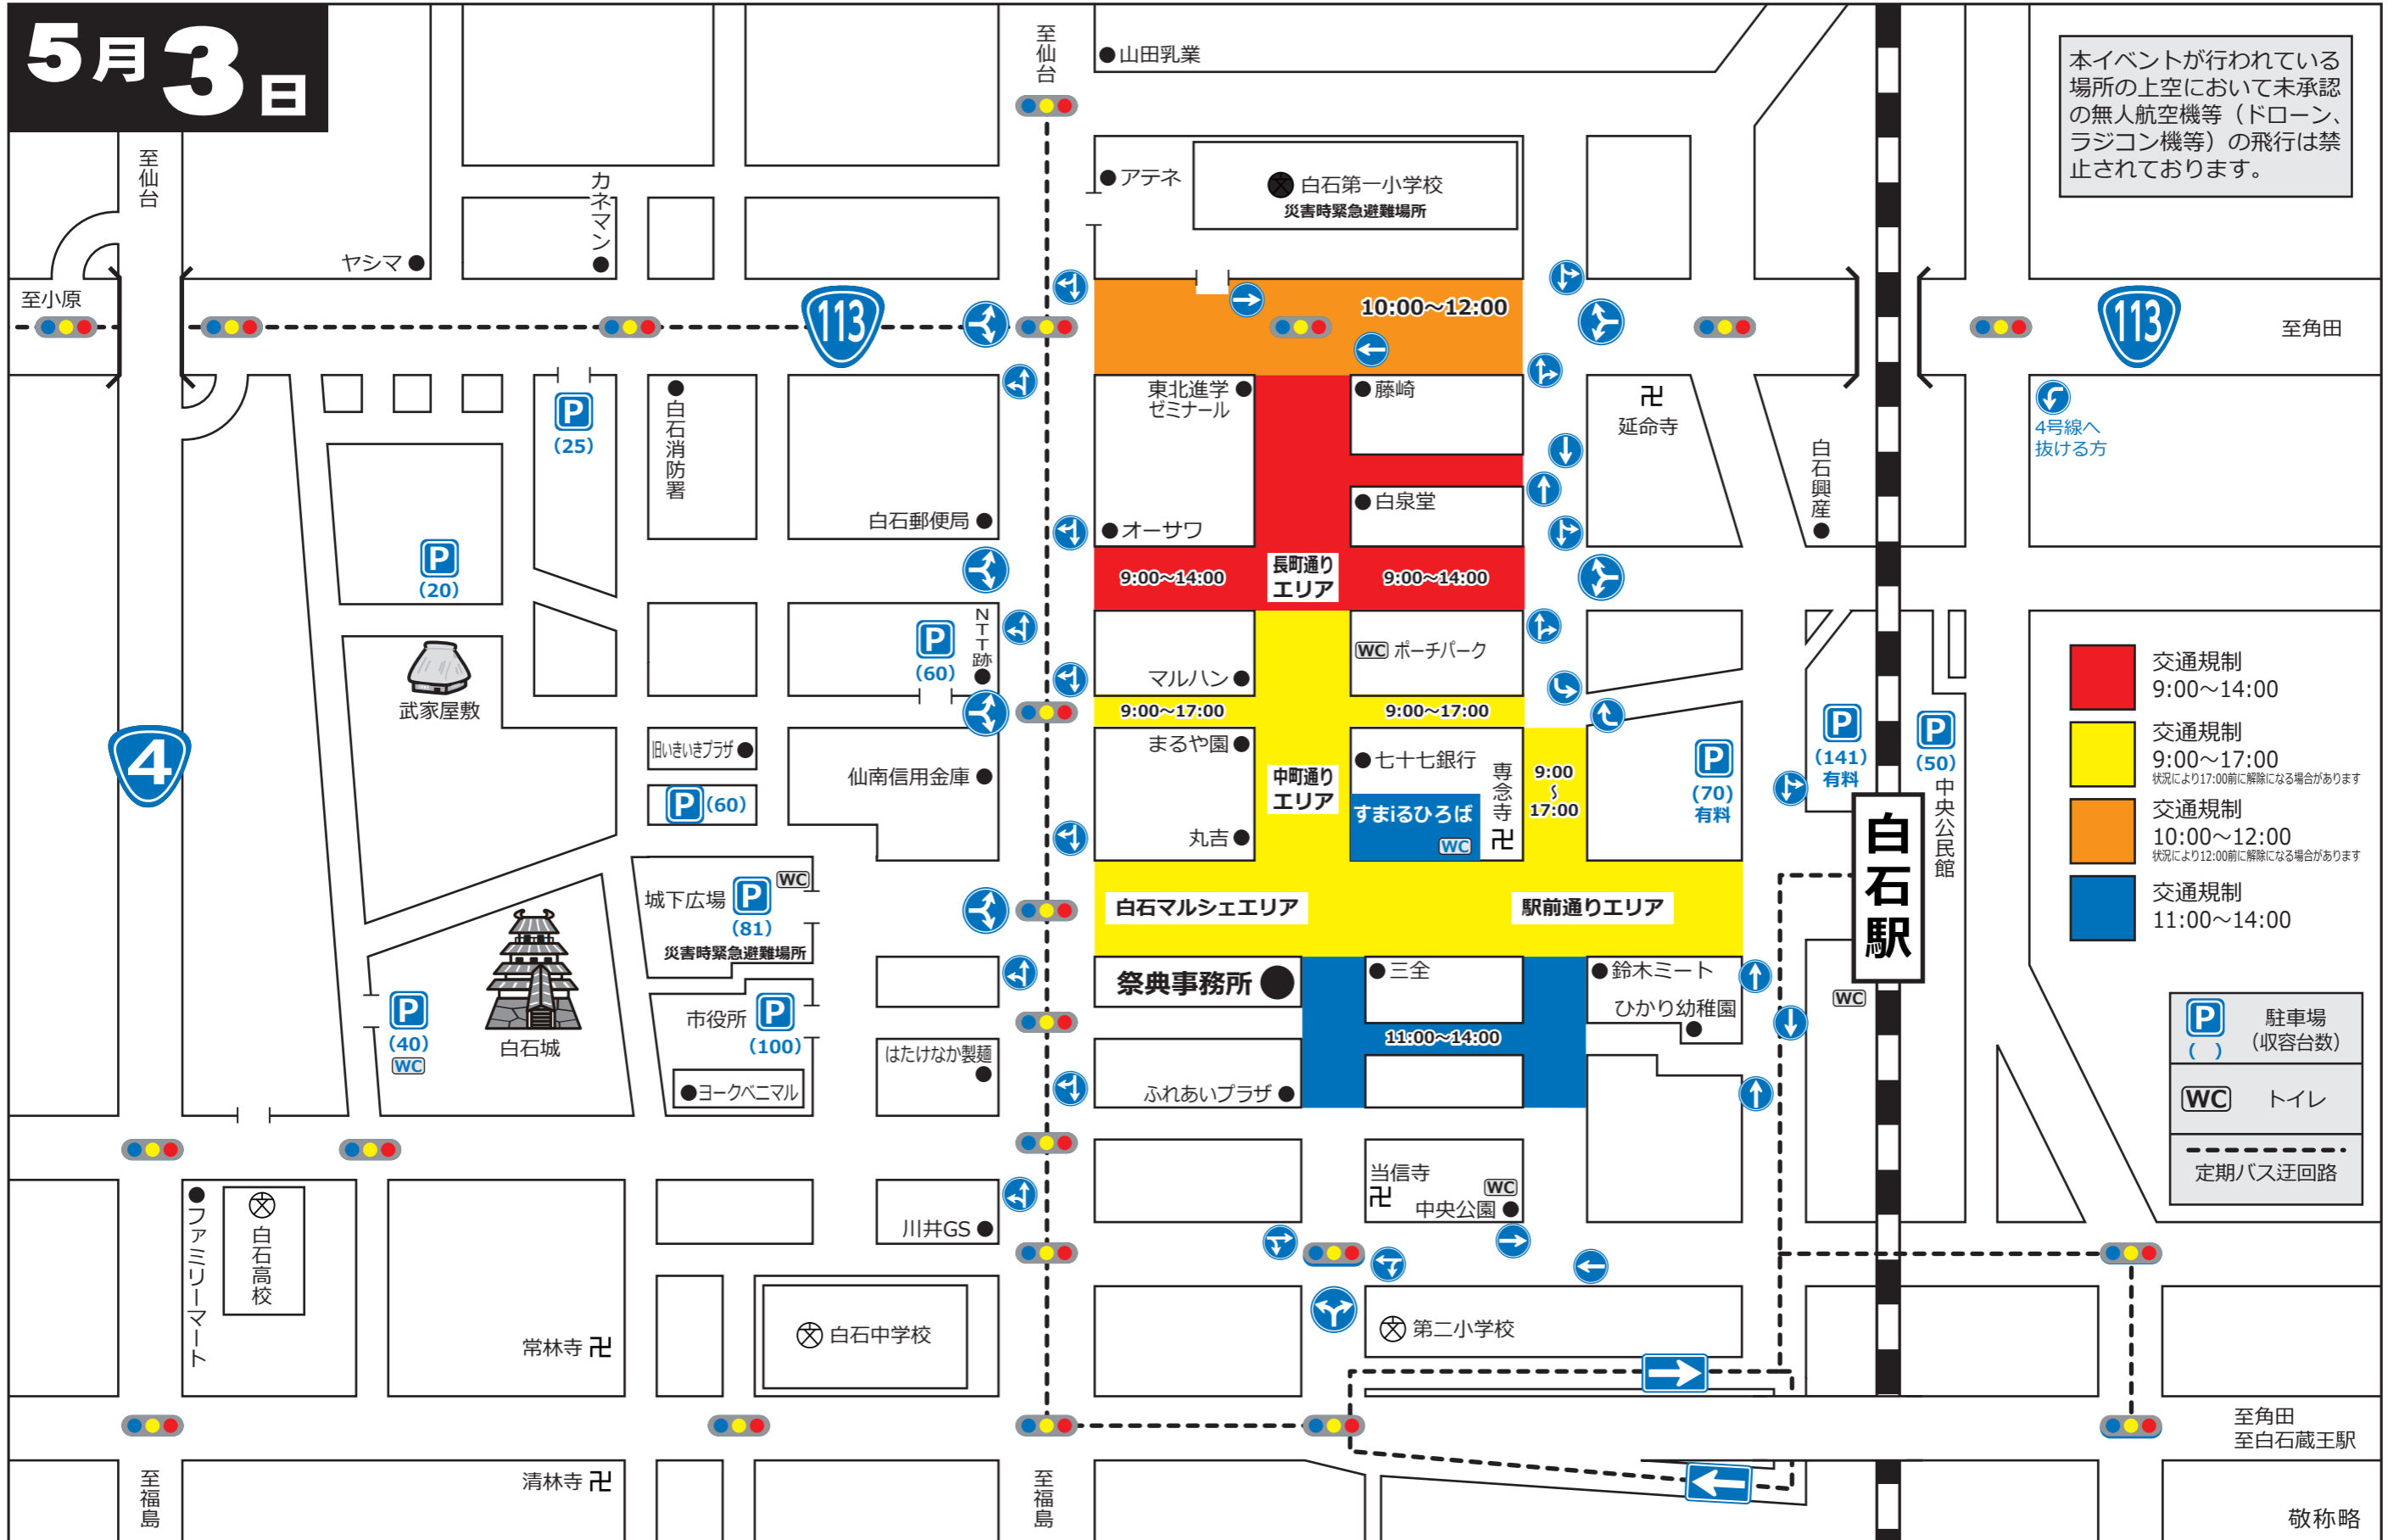 5月3日
至仙台
山田乳業
本イベントが行われている
場所の上空において未承認
の無人航空機等（ドローン、
ラジコン機等）の飛行は禁
止されております。
至仙台
カネマン
アテネ
白石第一小学校
災害時緊急避難場所
ヤシマ
至小原
113
10:00～12:00
113
至角田
P
(25)
白石消防署
東北進学
ゼミナール
藤崎
卍
延命寺
4号線へ
抜ける方
白石興産
白石郵便局
オーサワ
白泉堂
P
(20)
9:00～14:00
長町通り
エリア
9:00～14:00
武家屋敷
P
(60)
NTT跡
マルハン
WC ポーチパーク
交通規制
9:00～14:00
4
9:00～17:00
9:00～17:00
旧いきいきプラザ
仙南信用金庫
まるや園
中町通り
エリア
七十七銀行
専念寺
卍
9:00
～
17:00
P
(70)
有料
P
(141)
有料
P
(50)
中央公民館
交通規制
9:00～17:00
状況により17:00前に解除になる場合があります
P (60)
丸吉
すまiるひろば
WC
白石駅
交通規制
10:00～12:00
状況により12:00前に解除になる場合があります
城下広場
P
WC
(81)
災害時緊急避難場所
白石マルシェエリア
駅前通りエリア
交通規制
11:00～14:00
P
(40)
WC
白石城
市役所
P
(100)
祭典事務所
三全
鈴木ミート
ひかり幼稚園
WC
P
( )
駐車場
(収容台数)
はたけなか製麺
11:00～14:00
ヨークベニマル
ふれあいプラザ
WC
トイレ
定期バス迂回路
ファミリーマート
文
白石高校
川井GS
当信寺
卍
WC
中央公園
常林寺 卍
文 白石中学校
文 第二小学校
至角田
至白石蔵王駅
至福島
清林寺 卍
至福島
敬称略